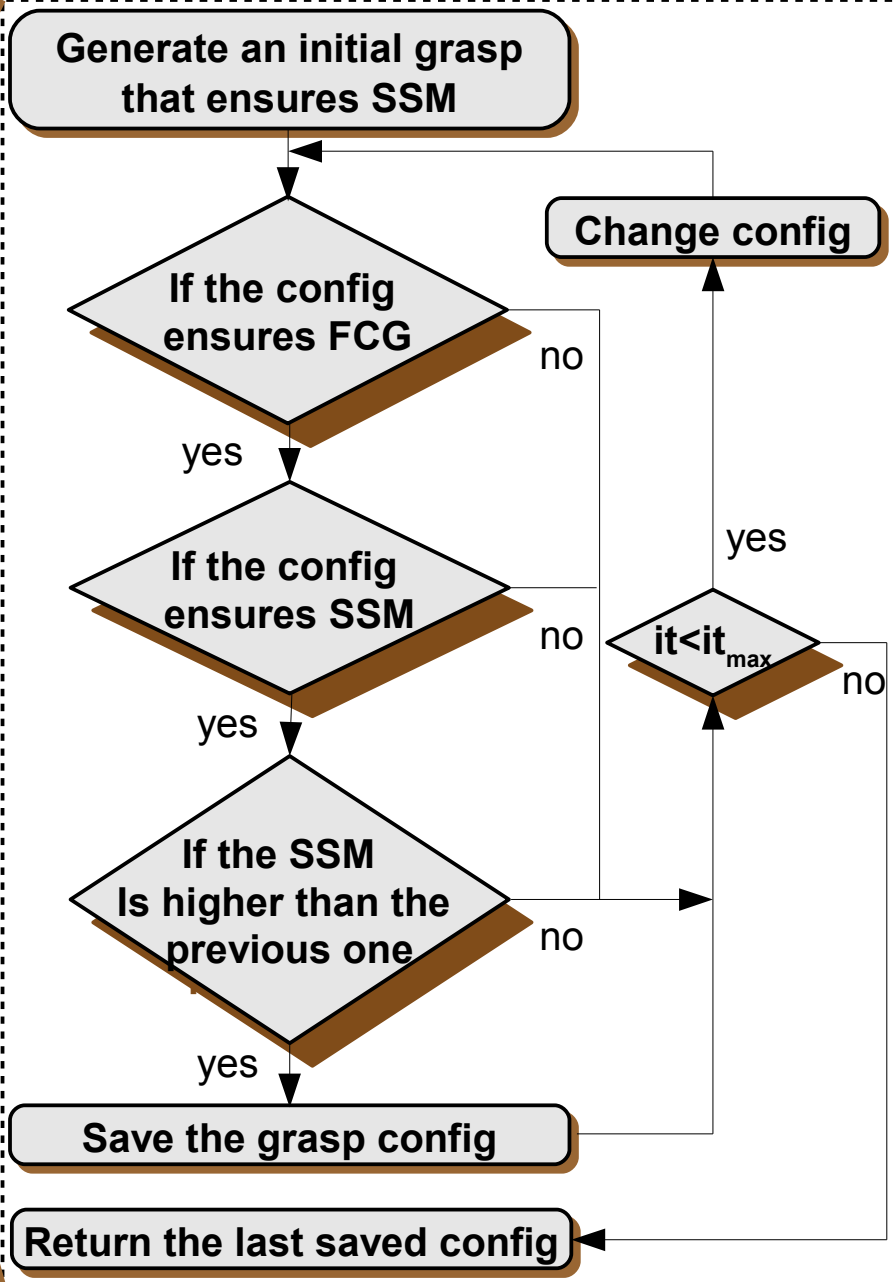 Generate an initial grasp
that ensures SSM
Change config
If the config
ensures FCG
no
yes
If the config
ensures SSM
no
yes
it<it_max
no
yes
If the SSM
Is higher than the
previous one
no
yes
Save the grasp config
Return the last saved config